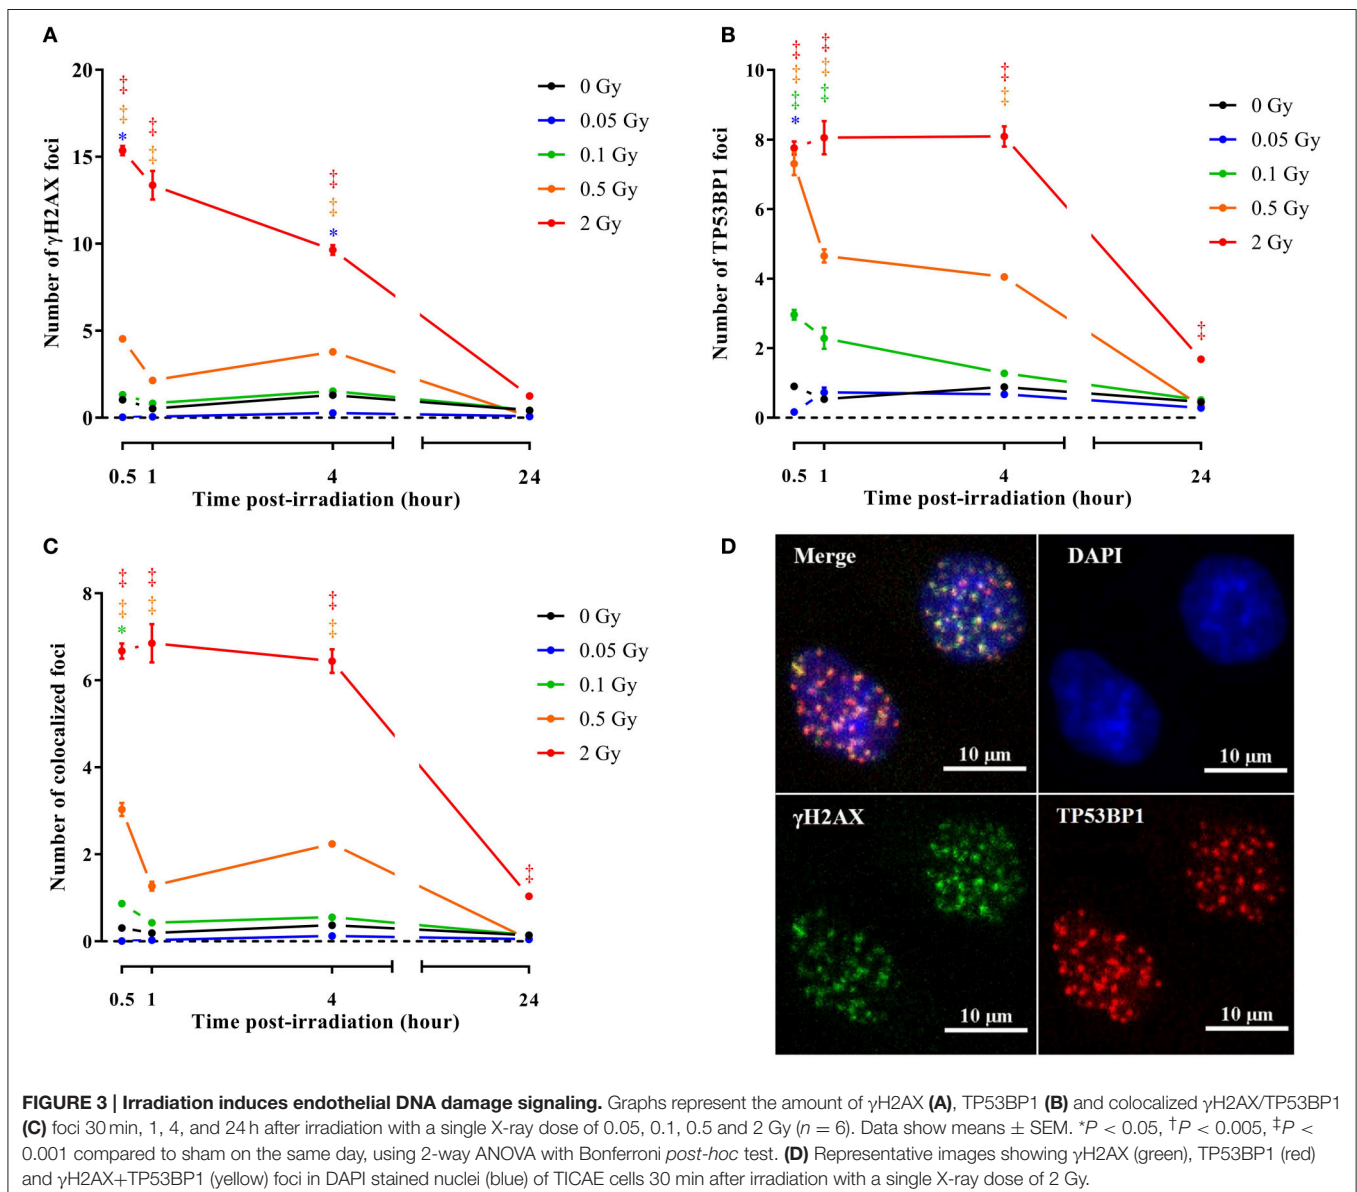 A
20
15
10
5
0
Number of γH2AX foci
‡ ‡ * ‡ ‡ ‡ ‡ *
0 Gy
0.05 Gy
0.1 Gy
0.5 Gy
2 Gy
0.5 1 4 24
Time post-irradiation (hour)
B
10
8
6
4
2
0
Number of TP53BP1 foci
‡ ‡ ‡ * ‡ ‡ ‡ ‡ ‡ ‡
0 Gy
0.05 Gy
0.1 Gy
0.5 Gy
2 Gy
0.5 1 4 24
Time post-irradiation (hour)
C
8
6
4
2
0
Number of colocalized foci
‡ ‡ * ‡ ‡ ‡ ‡ ‡
0 Gy
0.05 Gy
0.1 Gy
0.5 Gy
2 Gy
0.5 1 4 24
Time post-irradiation (hour)
D
Merge
10 μm
DAPI
10 μm
γH2AX
10 μm
TP53BP1
10 μm
FIGURE 3 | Irradiation induces endothelial DNA damage signaling. Graphs represent the amount of γH2AX (A), TP53BP1 (B) and colocalized γH2AX/TP53BP1
(C) foci 30 min, 1, 4, and 24 h after irradiation with a single X-ray dose of 0.05, 0.1, 0.5 and 2 Gy (n = 6). Data show means ± SEM. *P < 0.05, †P < 0.005, ‡P <
0.001 compared to sham on the same day, using 2-way ANOVA with Bonferroni post-hoc test. (D) Representative images showing γH2AX (green), TP53BP1 (red)
and γH2AX+TP53BP1 (yellow) foci in DAPI stained nuclei (blue) of TICAE cells 30 min after irradiation with a single X-ray dose of 2 Gy.